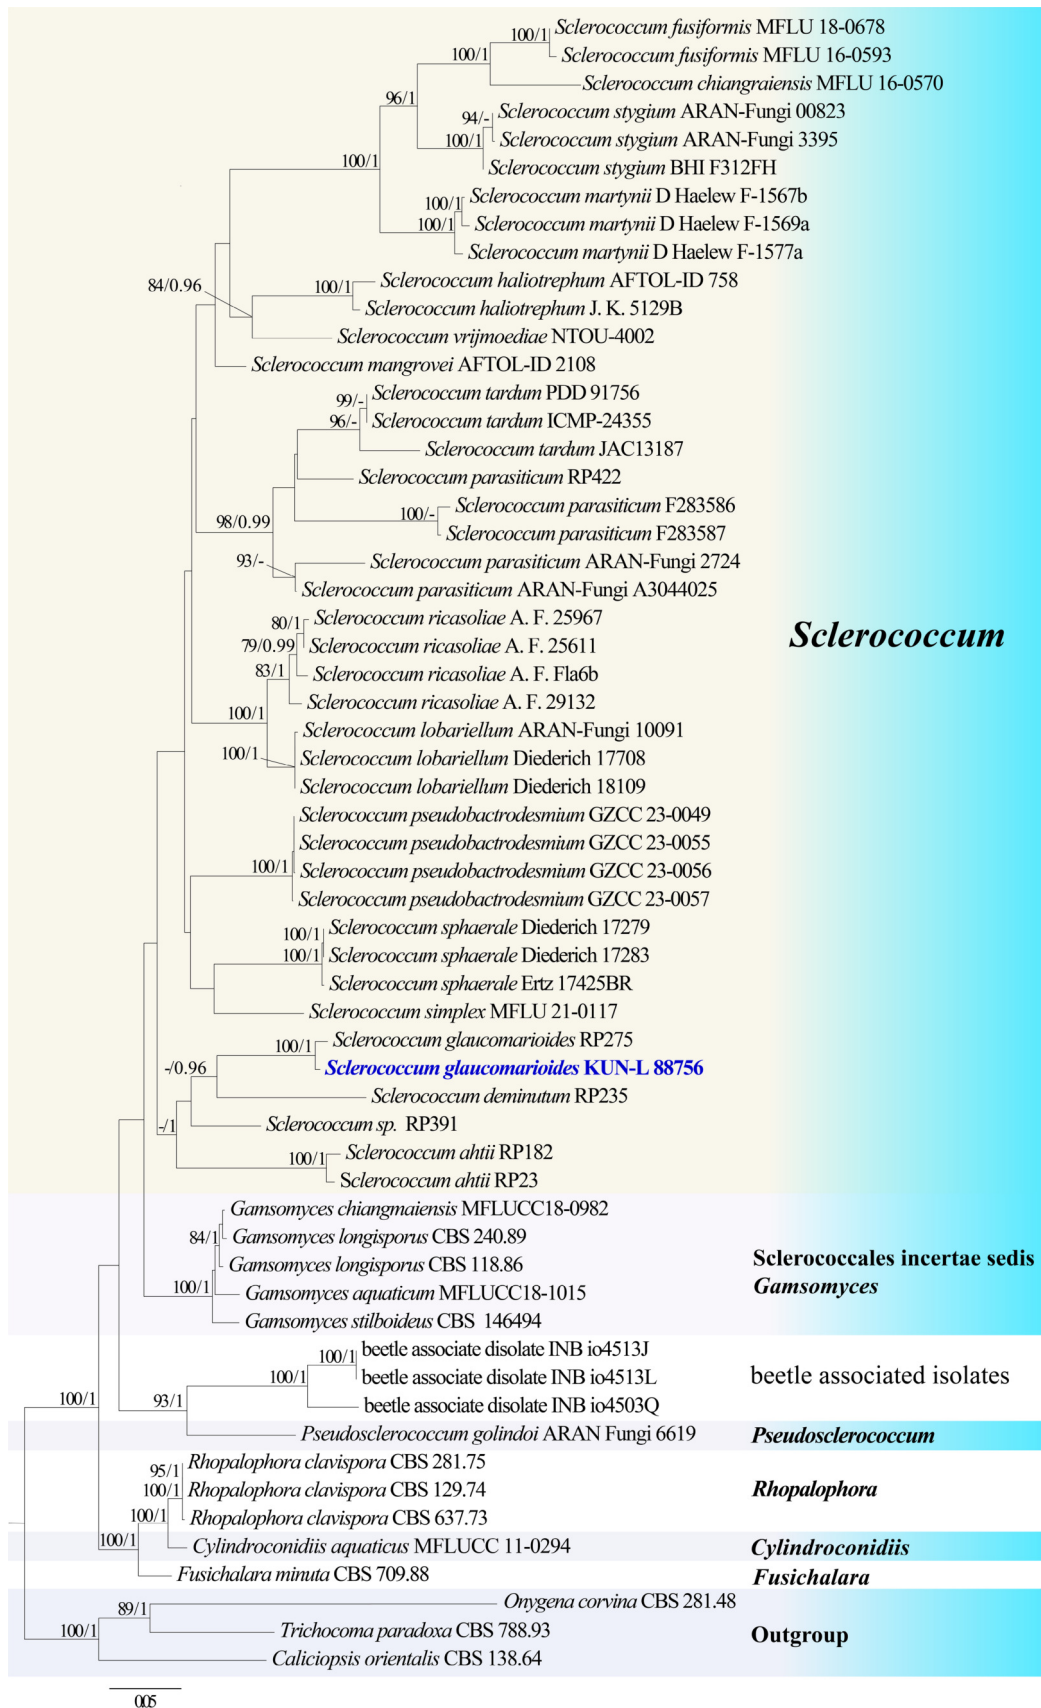 Sclerococcum fusiformis MFLU 18-0678
100/1
Sclerococcum fusiformis MFLU 16-0593
100/1
Sclerococcum chiangraiensis MFLU 16-0570
96/1
Sclerococcum stygium ARAN-Fungi 00823
94/-
Sclerococcum stygium ARAN-Fungi 3395
100/1
Sclerococcum stygium BHI F312FH
100/1
Sclerococcum martynii D Haelew F-1567b
100/1
Sclerococcum martynii D Haelew F-1569a
100/1
Sclerococcum martynii D Haelew F-1577a
Sclerococcum haliotrephum AFTOL-ID 758
84/0.96
100/1
Sclerococcum haliotrephum J. K. 5129B
Sclerococcum vrijmoediae NTOU-4002
Sclerococcum mangrovei AFTOL-ID 2108
Sclerococcum tardum PDD 91756
99/-
Sclerococcum tardum ICMP-24355
96/-
Sclerococcum tardum JAC13187
Sclerococcum parasiticum RP422
Sclerococcum parasiticum F283586
100/-
98/0.99
Sclerococcum parasiticum F283587
93/-
Sclerococcum parasiticum ARAN-Fungi 2724
Sclerococcum parasiticum ARAN-Fungi A3044025
Sclerococcum ricasoliae A. F. 25967
80/1
Sclerococcum
79/0.99
Sclerococcum ricasoliae A. F. 25611
83/1
Sclerococcum ricasoliae A. F. Fla6b
Sclerococcum ricasoliae A. F. 29132
100/1
Sclerococcum lobariellum ARAN-Fungi 10091
100/1
Sclerococcum lobariellum Diederich 17708
Sclerococcum lobariellum Diederich 18109
Sclerococcum pseudobactrodesmium GZCC 23-0049
Sclerococcum pseudobactrodesmium GZCC 23-0055
100/1
Sclerococcum pseudobactrodesmium GZCC 23-0056
Sclerococcum pseudobactrodesmium GZCC 23-0057
Sclerococcum sphaerale Diederich 17279
100/1
Sclerococcum sphaerale Diederich 17283
100/1
Sclerococcum sphaerale Ertz 17425BR
Sclerococcum simplex MFLU 21-0117
Sclerococcum glaucomarioides RP275
100/1
-/0.96
Sclerococcum glaucomarioides KUN-L 88756
Sclerococcum deminutum RP235
-/1
Sclerococcum sp. RP391
Sclerococcum ahtii RP182
100/1
Sclerococcum ahtii RP23
Gamsomyces chiangmaiensis MFLUCC18-0982
84/1
Gamsomyces longisporus CBS 240.89
Sclerococcales incertae sedis
Gamsomyces longisporus CBS 118.86
Gamsomyces
100/1
Gamsomyces aquaticum MFLUCC18-1015
Gamsomyces stilboideus CBS 146494
beetle associate disolate INB io4513J
100/1
beetle associate disolate INB io4513L
beetle associated isolates
100/1
93/1
beetle associate disolate INB io4503Q
100/1
Pseudosclerococcum golindoi ARAN Fungi 6619
Pseudosclerococcum
Rhopalophora clavispora CBS 281.75
95/1
100/1
Rhopalophora clavispora CBS 129.74
Rhopalophora
100/1
Rhopalophora clavispora CBS 637.73
100/1
Cylindroconidiis aquaticus MFLUCC 11-0294
Cylindroconidiis
Fusichalara minuta CBS 709.88
Fusichalara
Onygena corvina CBS 281.48
89/1
100/1
Trichocoma paradoxa CBS 788.93
Outgroup
Caliciopsis orientalis CBS 138.64
0.05